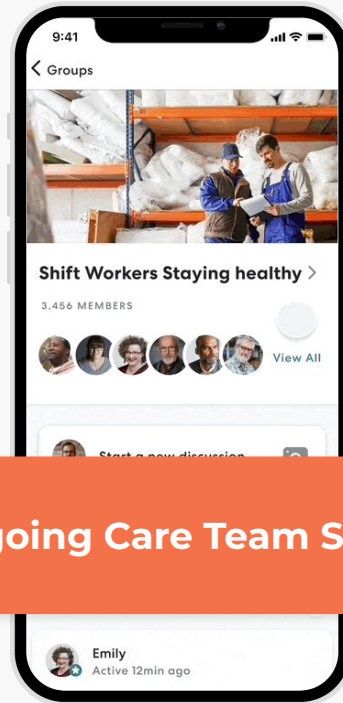 9:41
Groups
Shift Workers Staying healthy
3,456 MEMBERS
View All
Start a new discussion
Care Team
Emily
Active 12min ago